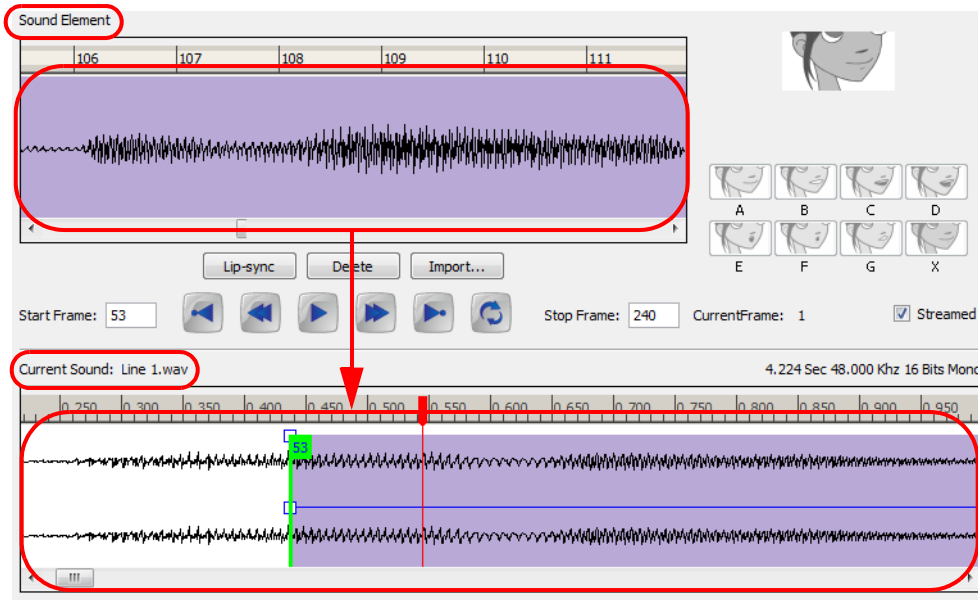 Sound Element
106 107 108 109 110 111
A B C D
E F G X
Lip-sync Delete Import...
Start Frame: 53 Stop Frame: 240 CurrentFrame: 1 Streamed
Current Sound: Line 1.wav 4.224 Sec 48.000 Khz 16 Bits Mono
0.250 0.300 0.350 0.400 0.450 0.500 0.550 0.600 0.650 0.700 0.750 0.800 0.850 0.900 0.950
53